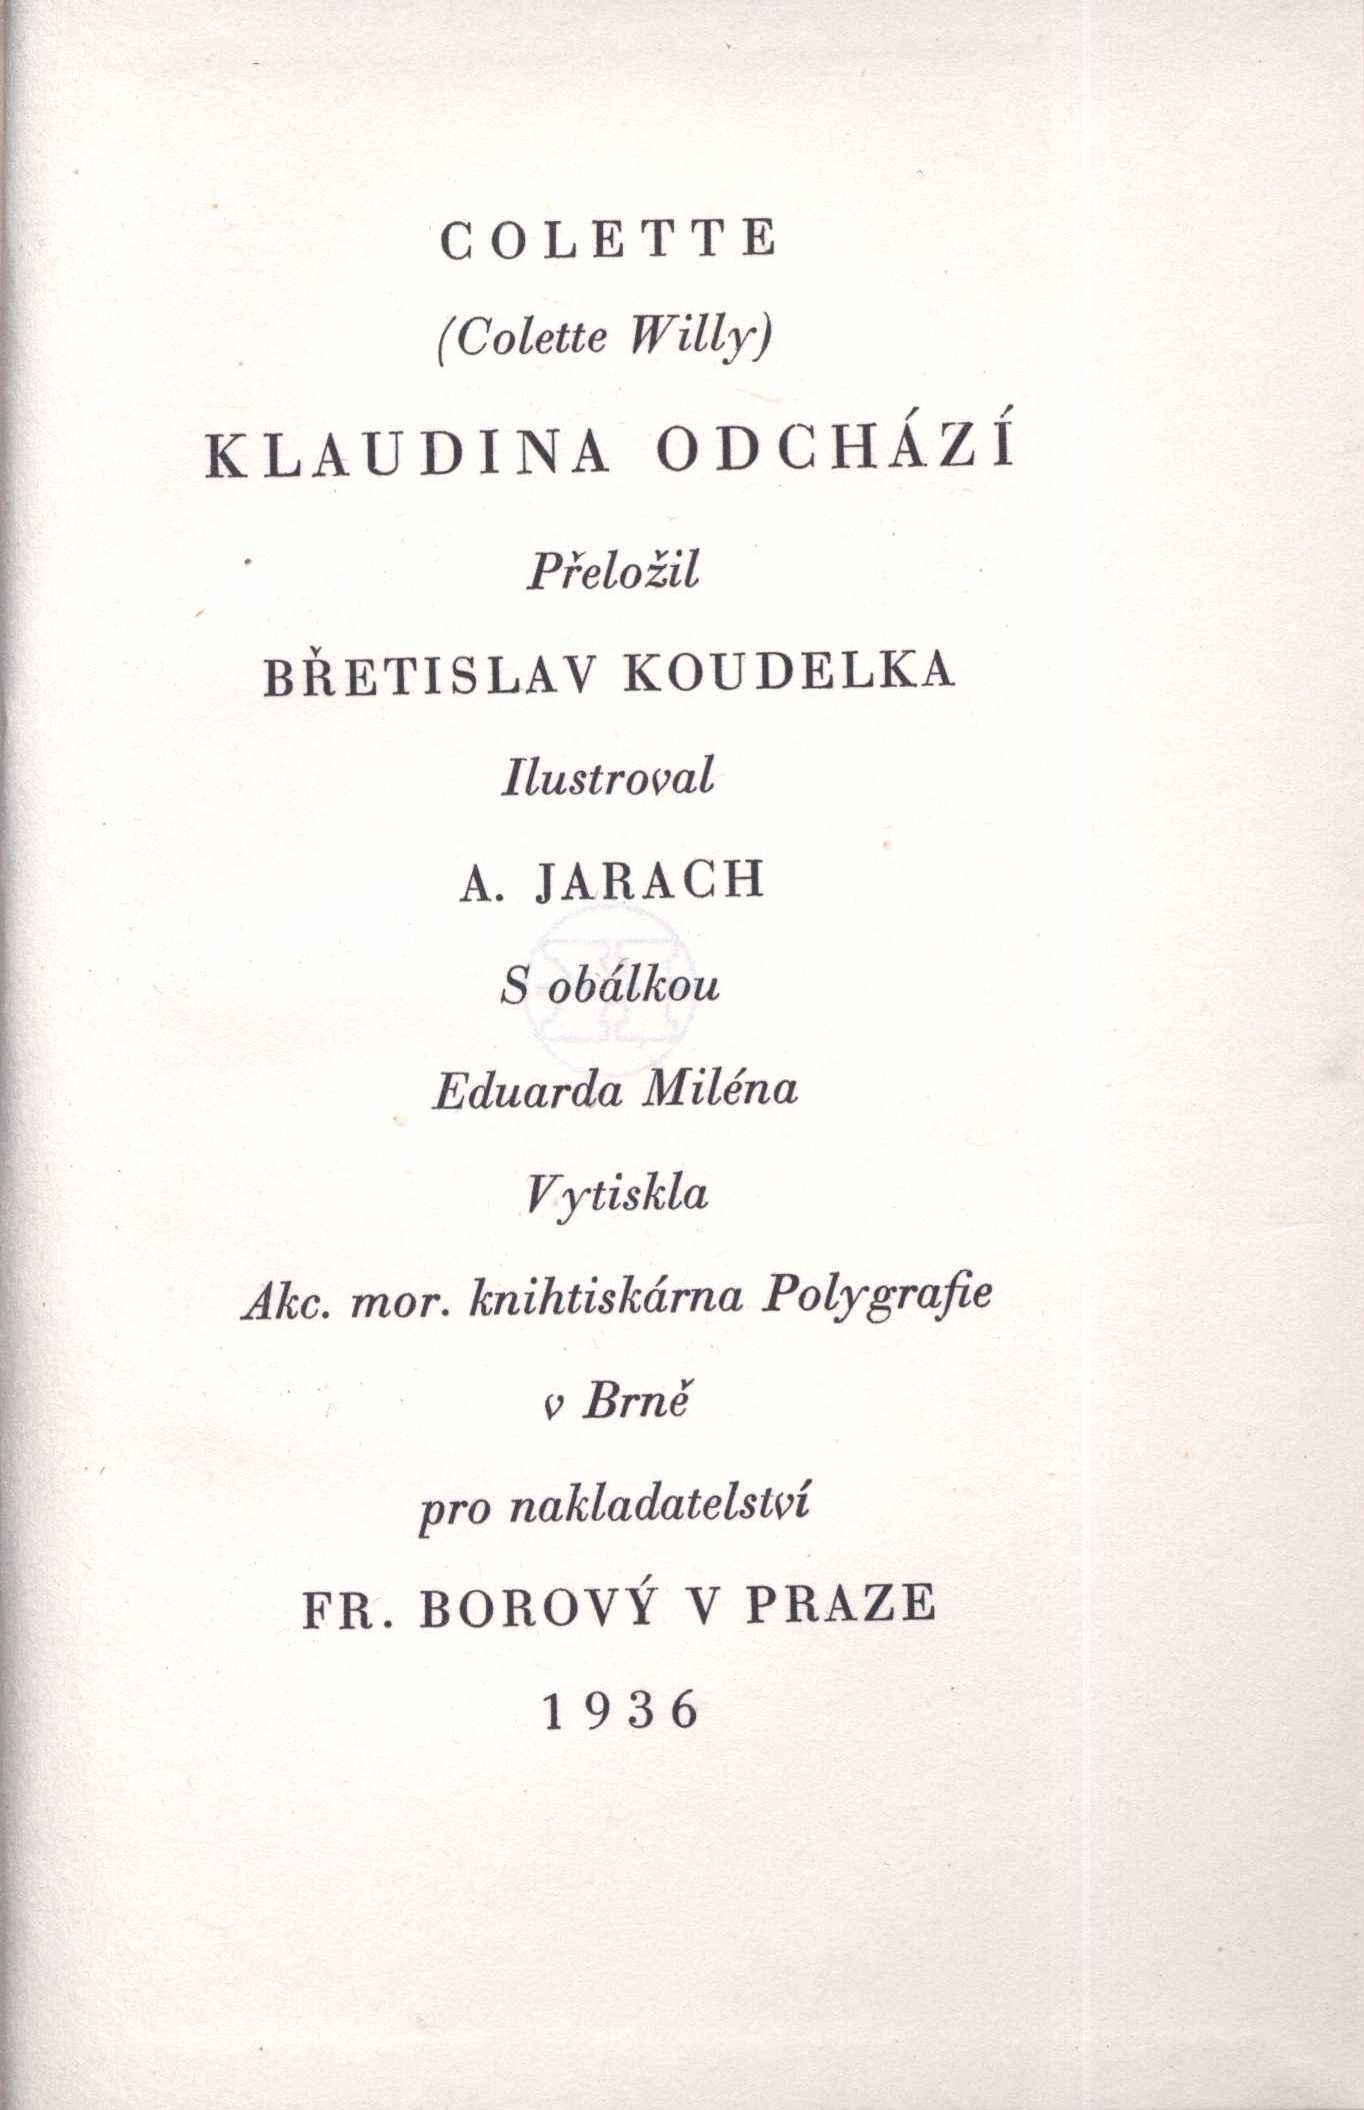 COLETTE
(Colette Willy)
KLAUDINA ODCHÁZÍ
Přeložil
BŘETISLAV KOUDELKA
Ilustroval
A. JARACH
S obálkou
Eduarda Miléna
Vytiskla
Akc. mor. knihtiskárna Polygrafie
v Brně
pro nakladatelství
FR. BOROVÝ V PRAZE
1936